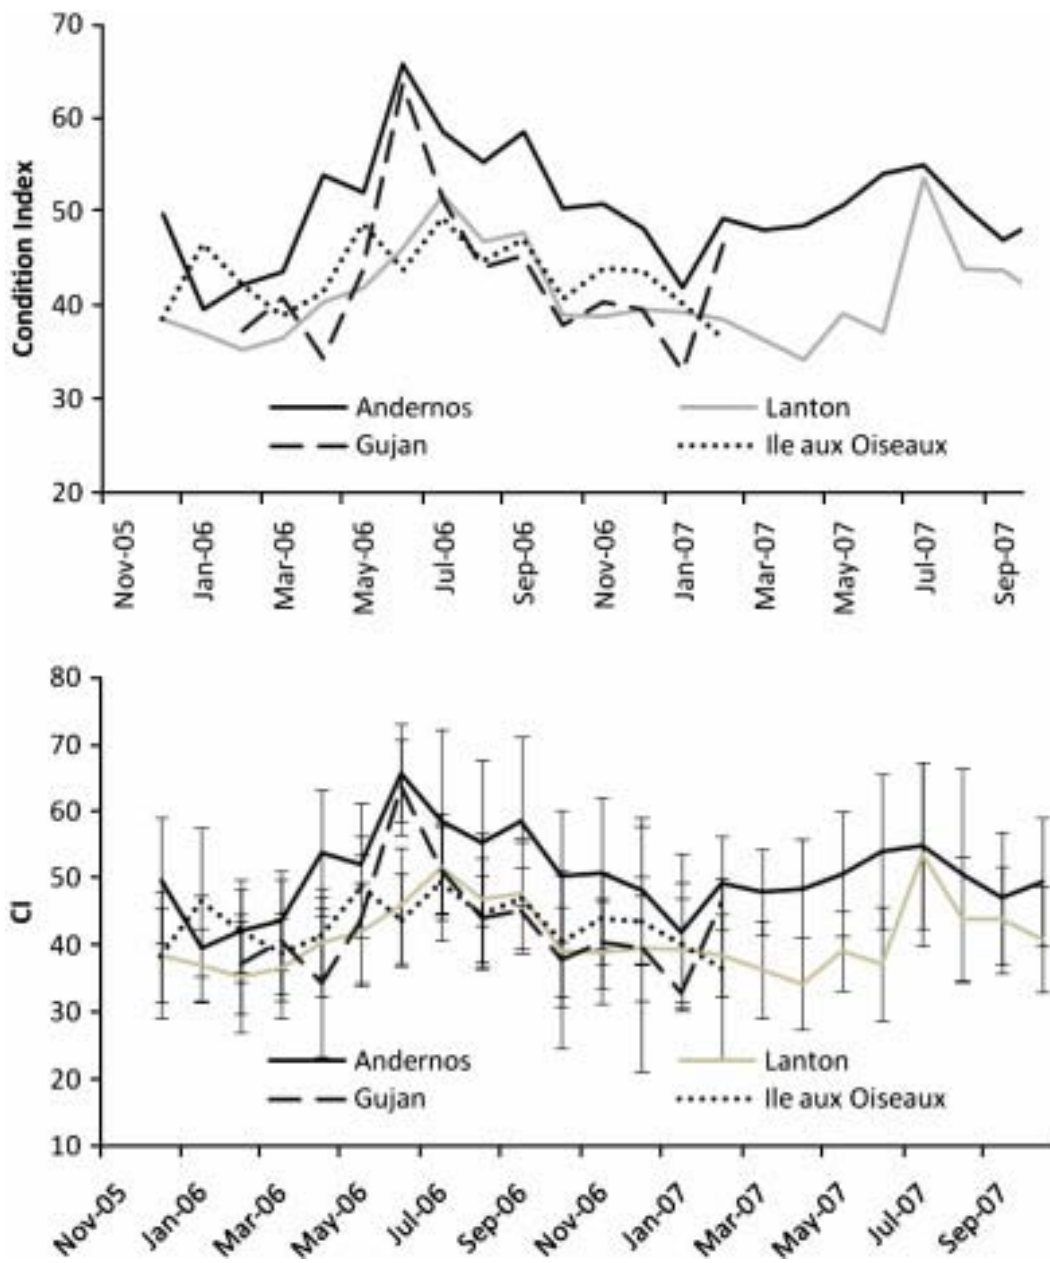 70
60
50
40
30
20
Condition Index
Andernos Lanton
Gujan Ile aux Oiseaux
Nov-05 Jan-06 Mar-06 May-06 Jul-06 Sep-06 Nov-06 Jan-07 Mar-07 May-07 Jul-07 Sep-07
80
70
60
50
40
30
20
10
CI
Andernos Lanton
Gujan Ile aux Oiseaux
Nov-05 Jan-06 Mar-06 May-06 Jul-06 Sep-06 Nov-06 Jan-07 Mar-07 May-07 Jul-07 Sep-07